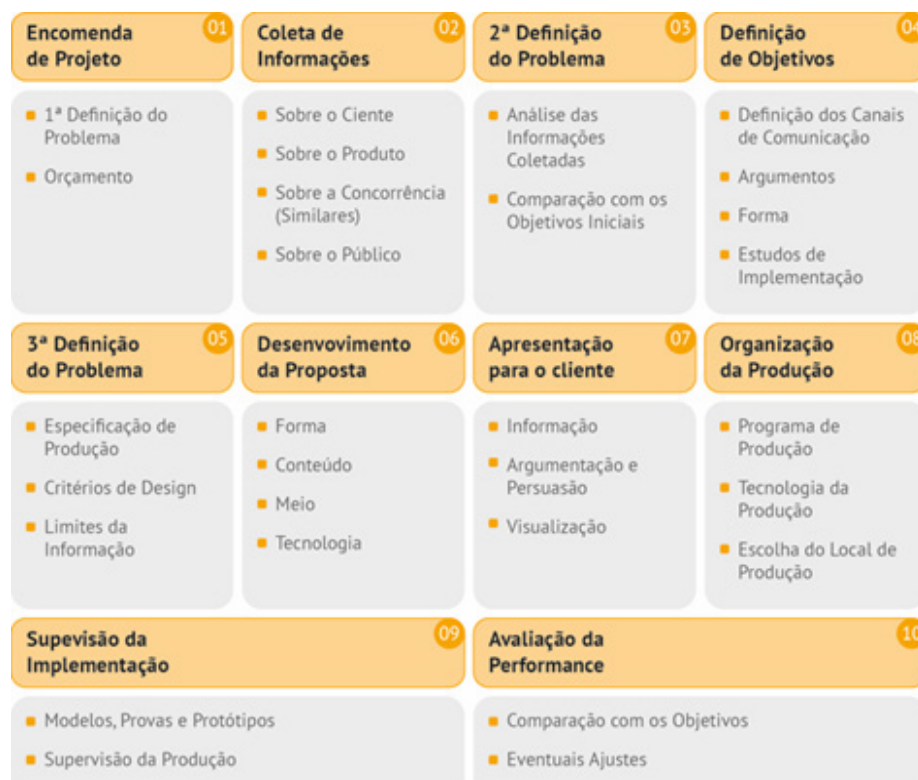 Encomenda
de Projeto
01
1ª Definição do
Problema
Orçamento
Coleta de
Informações
02
Sobre o Ciente
Sobre o Produto
Sobre a Concorrência
(Similares)
Sobre o Público
2ª Definição
do Problema
03
Análise das
Informações
Coletadas
Comparação com os
Objetivos Iniciais
Definição
de Objetivos
04
Definição dos Canais
de Comunicação
Argumentos
Forma
Estudos de
Implementação
3ª Definição
do Problema
05
Especificação de
Produção
Critérios de Design
Limites da
Informação
Desenvovimento
da Proposta
06
Forma
Conteúdo
Meio
Tecnologia
Apresentação
para o cliente
07
Informação
Argumentação e
Persuasão
Visualização
Organização
da Produção
08
Programa de
Produção
Tecnologia da
Produção
Escolha do Local de
Produção
Supevisão da
Implementação
09
Modelos, Provas e Protótipos
Supervisão da Produção
Avaliação da
Performance
10
Comparação com os Objetivos
Eventuais Ajustes